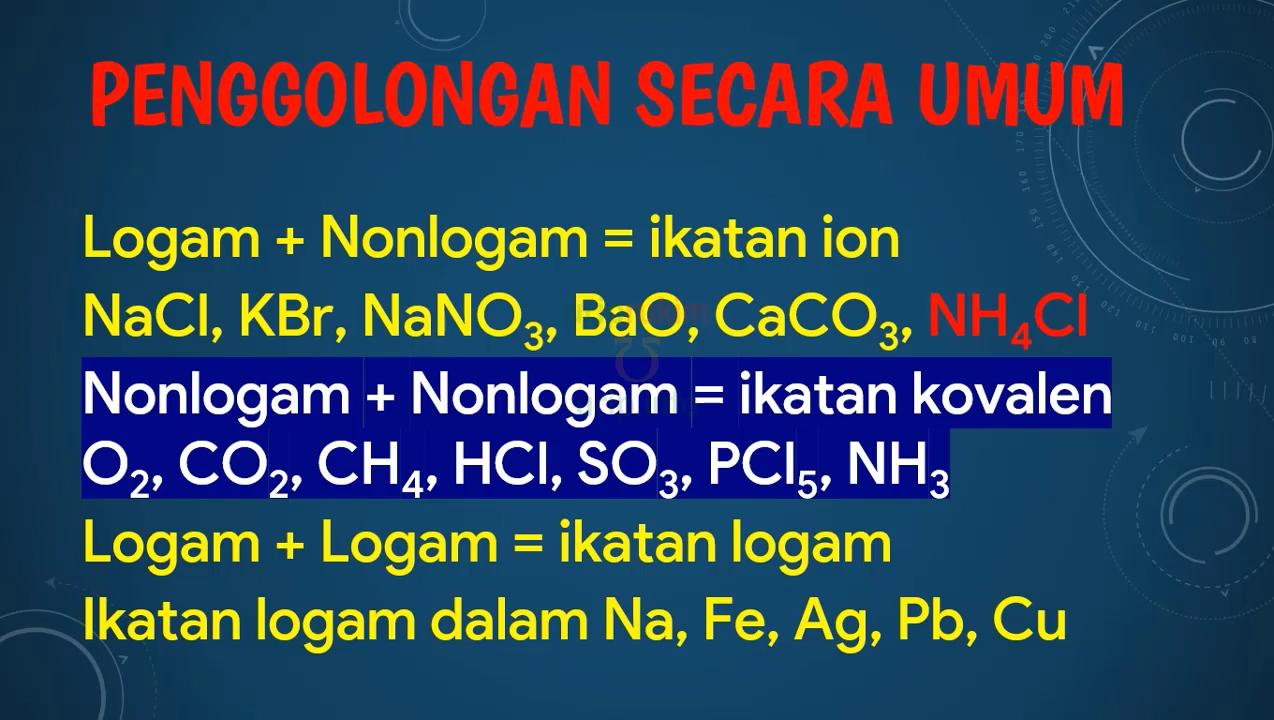 PENGGOLONGAN SECARA UMUM
Logam + Nonlogam = ikatan ion
NaCl, KBr, NaNO₃, BaO, CaCO₃, NH₄Cl
Nonlogam + Nonlogam = ikatan kovalen
O₂, CO₂, CH₄, HCl, SO₃, PCl₅, NH₃
Logam + Logam = ikatan logam
Ikatan logam dalam Na, Fe, Ag, Pb, Cu